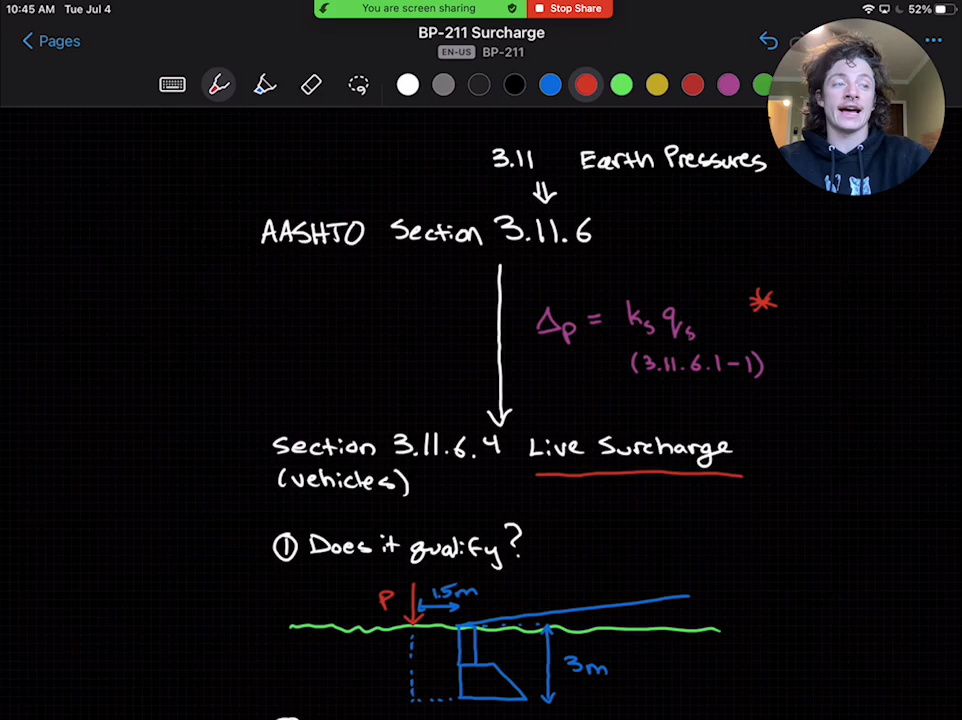 10:45 AM Tue Jul 4
You are screen sharing
Stop Share
52%
Pages
BP-211 Surcharge
EN-US BP-211
3.11 Earth Pressures
AASHTO Section 3.11.6
Δp = ks qs *
(3.11.6.1-1)
Section 3.11.6.4 Live Surcharge
(vehicles)
① Does it qualify?
P
1.5m
3m